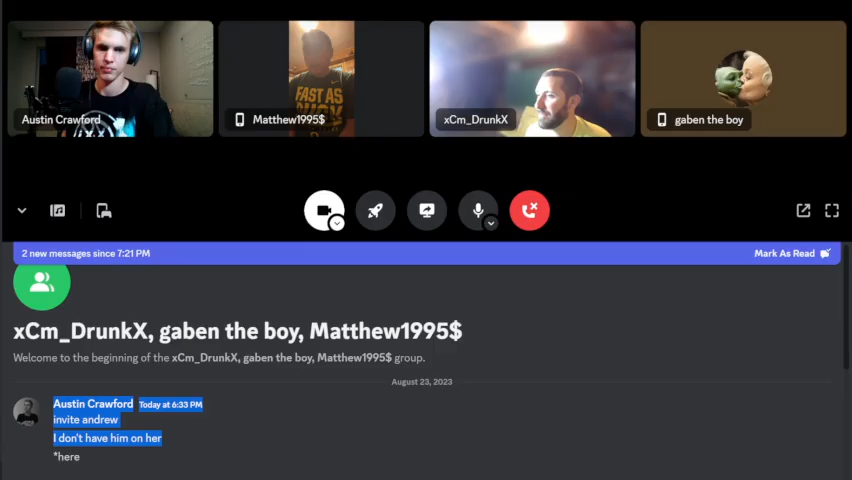 FAST AS
Austin Crawford
Matthew1995$
xCm_DrunkX
gaben the boy
2 new messages since 7:21 PM
Mark As Read
xCm_DrunkX, gaben the boy, Matthew1995$
Welcome to the beginning of the xCm_DrunkX, gaben the boy, Matthew1995$ group.
August 23, 2023
Austin Crawford Today at 6:33 PM
invite andrew
I don't have him on her
*here